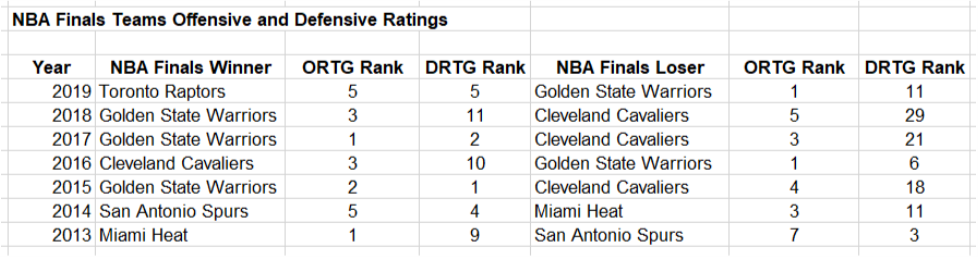 NBA Finals Teams Offensive and Defensive Ratings
Year NBA Finals Winner ORTG Rank DRTG Rank NBA Finals Loser ORTG Rank DRTG Rank
2019 Toronto Raptors 5 5 Golden State Warriors 1 11
2018 Golden State Warriors 3 11 Cleveland Cavaliers 5 29
2017 Golden State Warriors 1 2 Cleveland Cavaliers 3 21
2016 Cleveland Cavaliers 3 10 Golden State Warriors 1 6
2015 Golden State Warriors 2 1 Cleveland Cavaliers 4 18
2014 San Antonio Spurs 5 4 Miami Heat 3 11
2013 Miami Heat 1 9 San Antonio Spurs 7 3